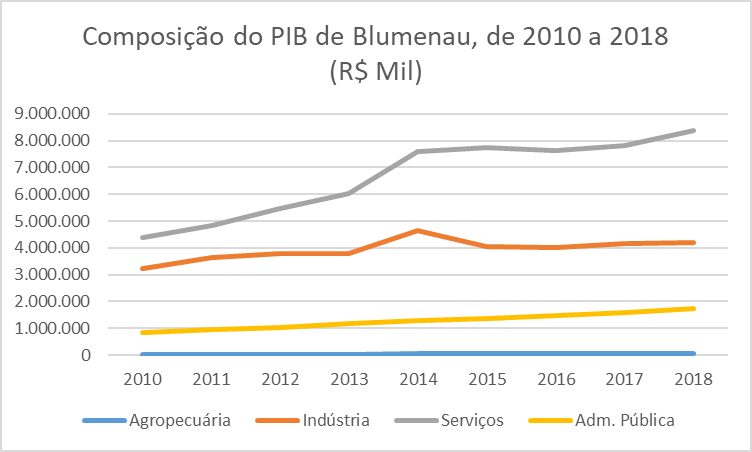 Composição do PIB de Blumenau, de 2010 a 2018
(R$ Mil)
9.000.000
8.000.000
7.000.000
6.000.000
5.000.000
4.000.000
3.000.000
2.000.000
1.000.000
0
2010 2011 2012 2013 2014 2015 2016 2017 2018
Agropecuária Indústria Serviços Adm. Pública